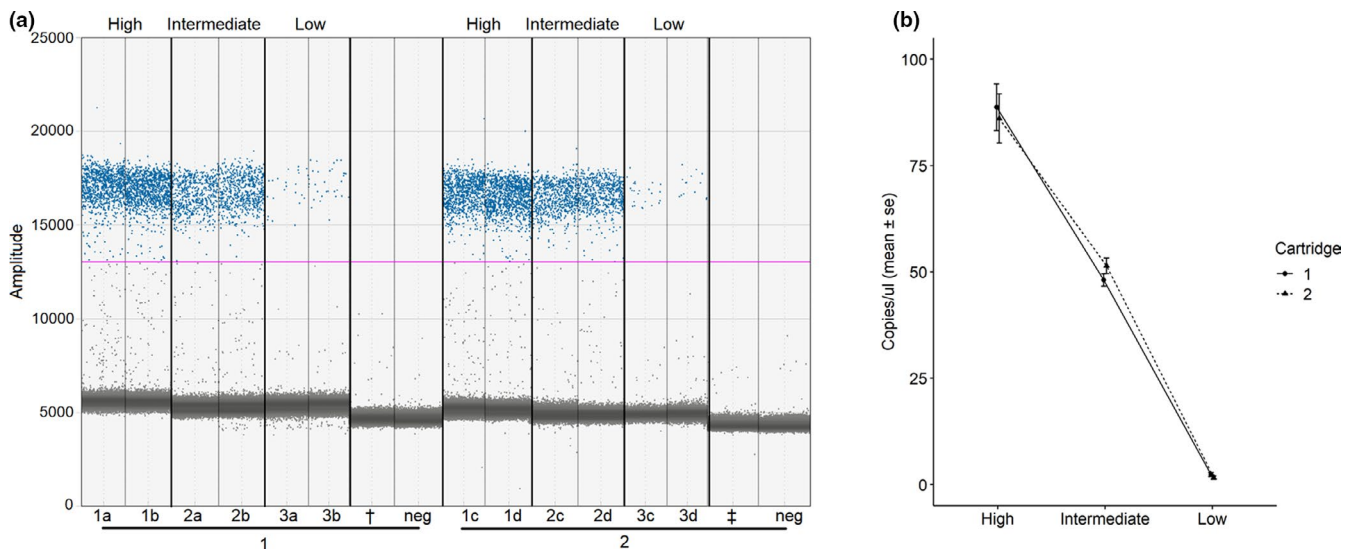 (a)
High Intermediate Low High Intermediate Low
Amplitude
25000
20000
15000
10000
5000
0
1a 1b 2a 2b 3a 3b † neg 1c 1d 2c 2d 3c 3d ‡ neg
1 2
(b)
Copies/ul (mean ± se)
100
75
50
25
0
High Intermediate Low
Cartridge
1
2